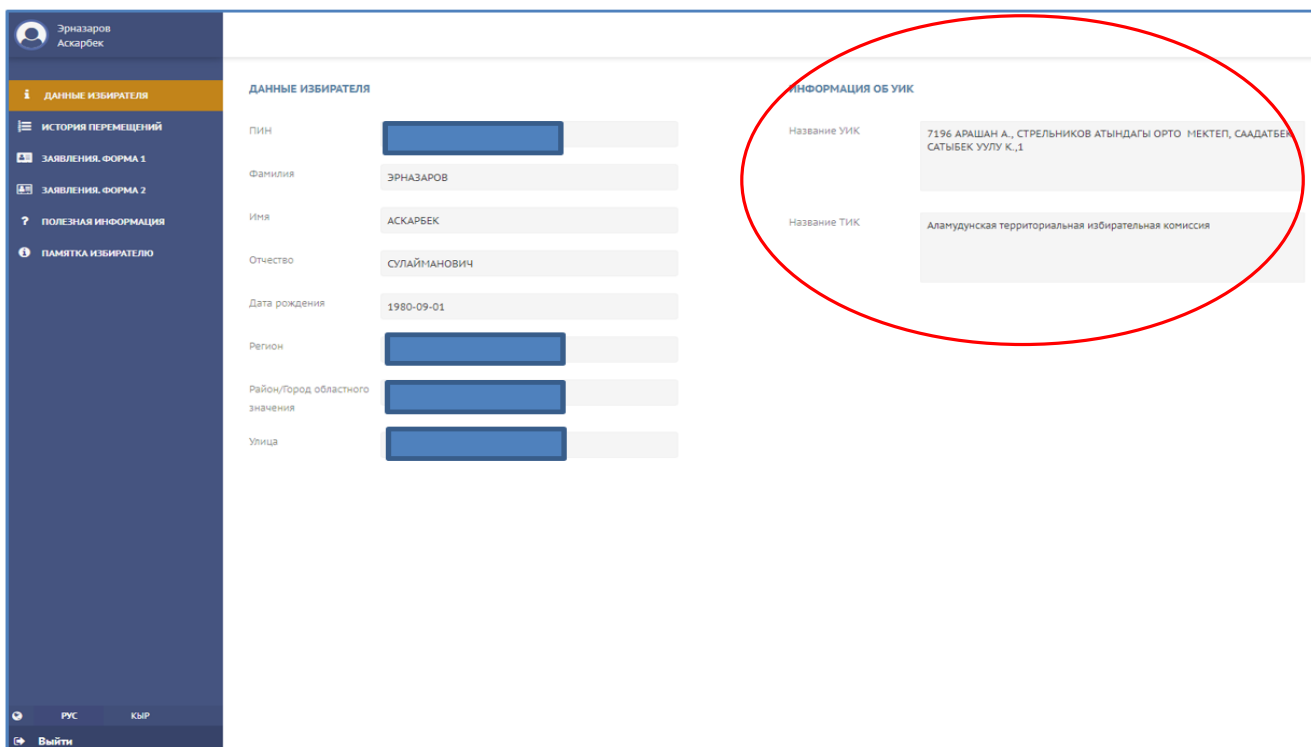 Эрназаров
Аскарбек
ДАННЫЕ ИЗБИРАТЕЛЯ
ИСТОРИЯ ПЕРЕМЕЩЕНИЙ
ЗАЯВЛЕНИЯ. ФОРМА 1
ЗАЯВЛЕНИЯ. ФОРМА 2
ПОЛЕЗНАЯ ИНФОРМАЦИЯ
ПАМЯТКА ИЗБИРАТЕЛЮ
РУС КЫР
Выйти
ДАННЫЕ ИЗБИРАТЕЛЯ
ПИН
Фамилия ЭРНАЗАРОВ
Имя АСКАРБЕК
Отчество СУЛАЙМАНОВИЧ
Дата рождения 1980-09-01
Регион
Район/Город областного
значения
Улица
ИНФОРМАЦИЯ ОБ УИК
Название УИК 7196 АРАШАН А., СТРЕЛЬНИКОВ АТЫНДАГЫ ОРТО МЕКТЕП, СААДАТБЕК
САТЫБЕК УУЛУ К.,1
Название ТИК Аламудунская территориальная избирательная комиссия